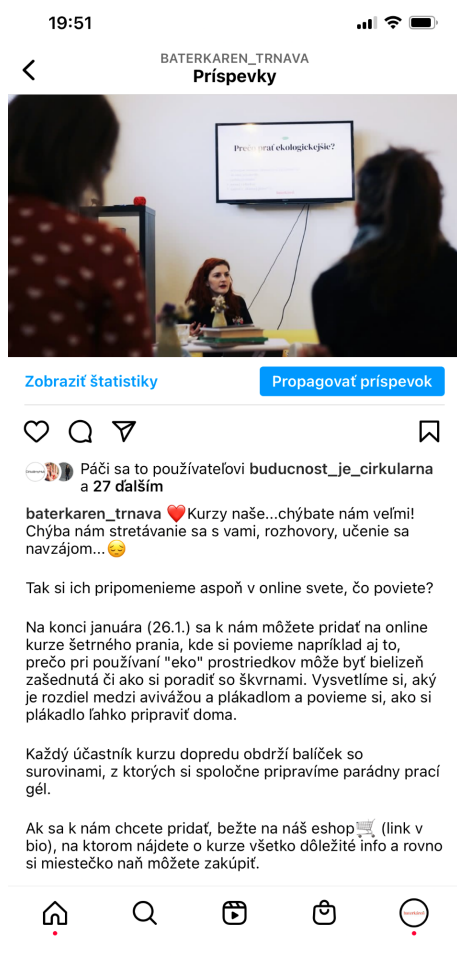 19:51
BATERKAREN_TRNAVA
Príspevky
Prečo prať ekologickejšie?
Zobraziť štatistiky
Propagovať príspevok
Páči sa to používateľovi buducnost_je_cirkularna
a 27 ďalším
baterkaren_trnava ❤️Kurzy naše...chýbate nám veľmi!
Chýba nám stretávanie sa s vami, rozhovory, učenie sa
navzájom...😔
Tak si ich pripomenieme aspoň v online svete, čo poviete?
Na konci januára (26.1.) sa k nám môžete pridať na online
kurze šetrného prania, kde si povieme napríklad aj to,
prečo pri používaní "eko" prostriedkov môže byť bielizeň
zašednutá či ako si poradiť so škvrnami. Vysvetlíme si, aký
je rozdiel medzi avivážou a plákadlom a povieme si, ako si
plákadlo ľahko pripraviť doma.
Každý účastník kurzu dopredu obdrží balíček so
surovinami, z ktorých si spoločne pripravíme parádny prací
gél.
Ak sa k nám chcete pridať, bežte na náš eshop🛒 (link v
bio), na ktorom nájdete o kurze všetko dôležité info a rovno
si miestečko naň môžete zakúpiť.